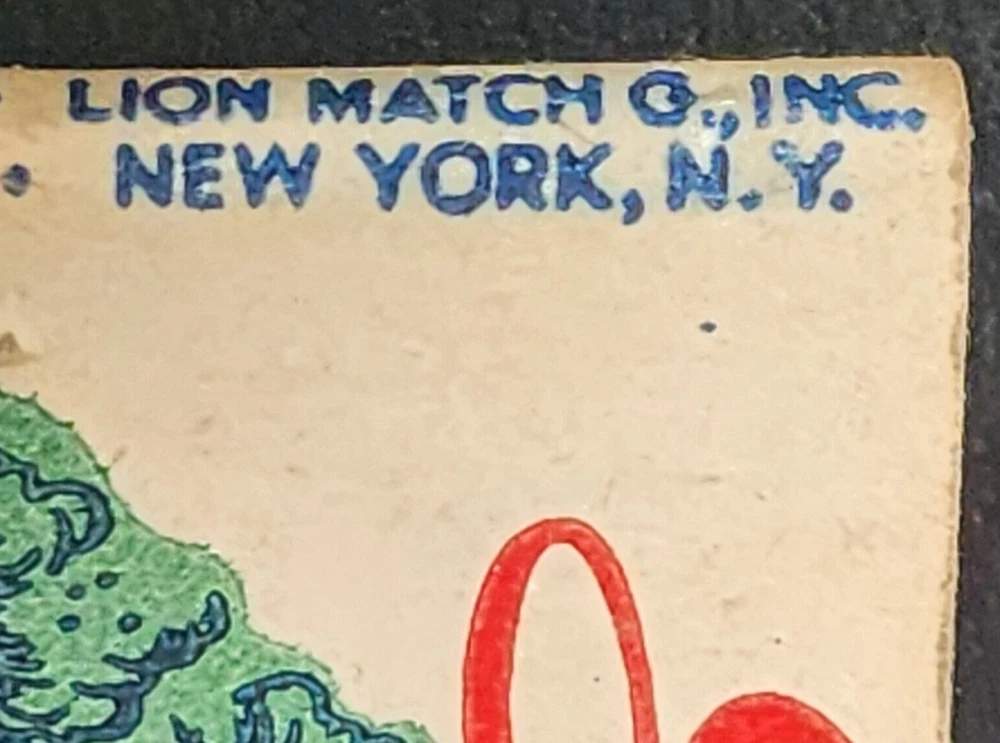 LION MATCH CO., INC.
NEW YORK, N.Y.